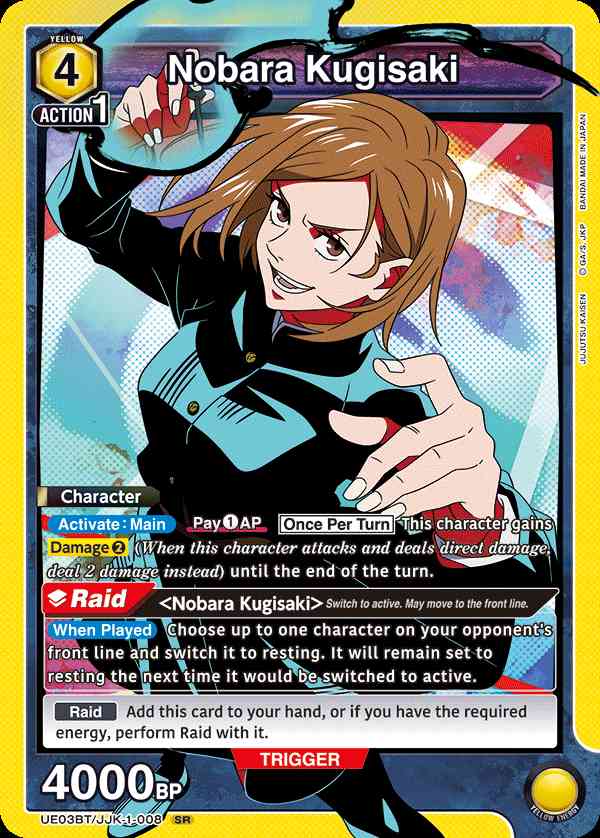 YELLOW
4
Nobara Kugisaki
ACTION 1
JUJUTSU KAISEN © GA/S, JKP BANDAI MADE IN JAPAN
Character
Activate: Main Pay 1 AP Once Per Turn This character gains
Damage 2 (When this character attacks and deals direct damage,
deal 2 damage instead) until the end of the turn.
Raid <Nobara Kugisaki> Switch to active. May move to the front line.
When Played Choose up to one character on your opponent's
front line and switch it to resting. It will remain set to
resting the next time it would be switched to active.
Raid Add this card to your hand, or if you have the required
energy, perform Raid with it.
TRIGGER
4000BP
UE03BT/JJK-1-008 SR
YELLOW ENERGY